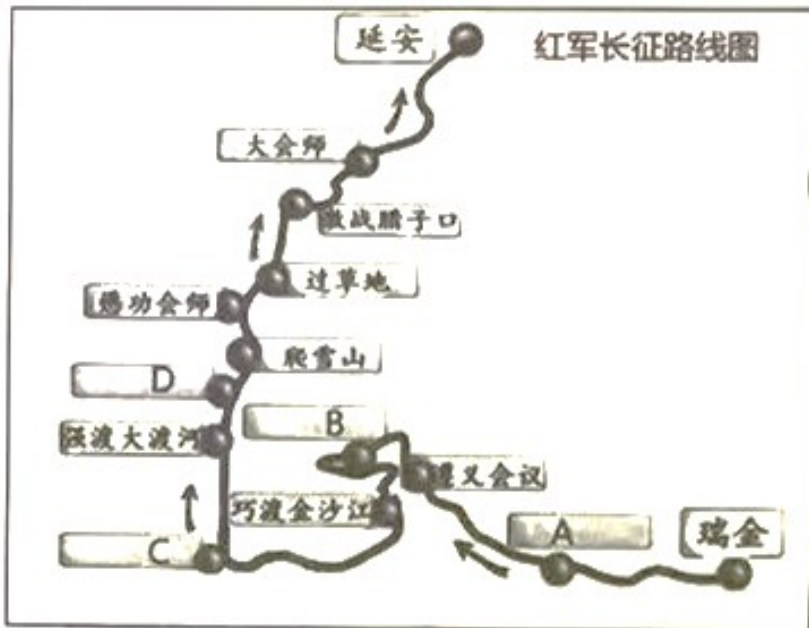 延安
红军长征路线图
大会师
激战腊子口
过草地
懋功会师
爬雪山
D
B
强渡大渡河
遵义会议
巧渡金沙江
A
瑞金
C